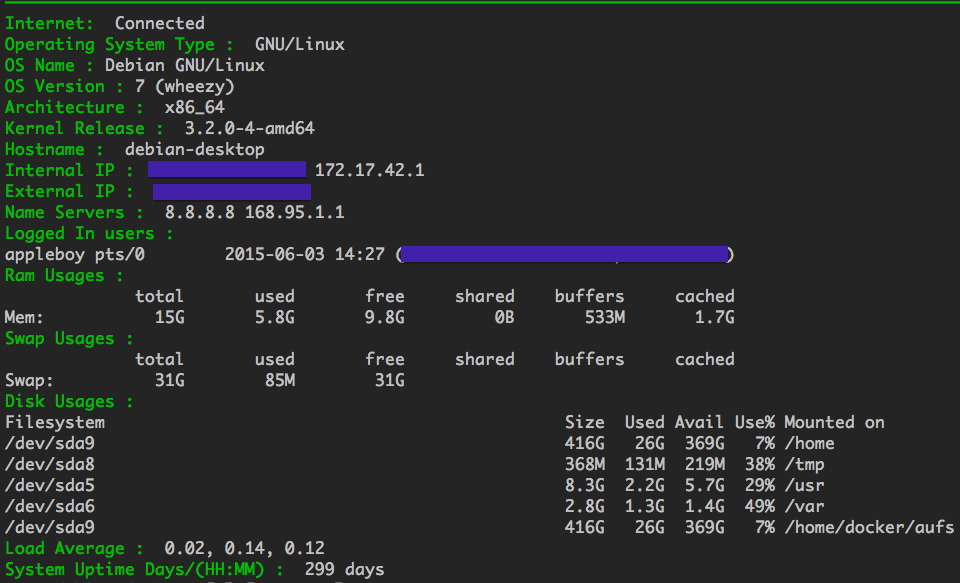 Internet:  Connected
Operating System Type :  GNU/Linux
OS Name : Debian GNU/Linux
OS Version : 7 (wheezy)
Architecture :  x86_64
Kernel Release :  3.2.0-4-amd64
Hostname :  debian-desktop
Internal IP :  172.17.42.1
External IP :
Name Servers :  8.8.8.8 168.95.1.1
Logged In users :
appleboy pts/0        2015-06-03 14:27 ( )
Ram Usages :
             total       used       free     shared    buffers     cached
Mem:           15G       5.8G       9.8G         0B       533M       1.7G
Swap Usages :
             total       used       free     shared    buffers     cached
Swap:          31G        85M        31G
Disk Usages :
Filesystem                                              Size  Used Avail Use% Mounted on
/dev/sda9                                               416G   26G  369G   7% /home
/dev/sda8                                               368M  131M  219M  38% /tmp
/dev/sda5                                               8.3G  2.2G  5.7G  29% /usr
/dev/sda6                                               2.8G  1.3G  1.4G  49% /var
/dev/sda9                                               416G   26G  369G   7% /home/docker/aufs
Load Average :  0.02, 0.14, 0.12
System Uptime Days/(HH:MM) :  299 days